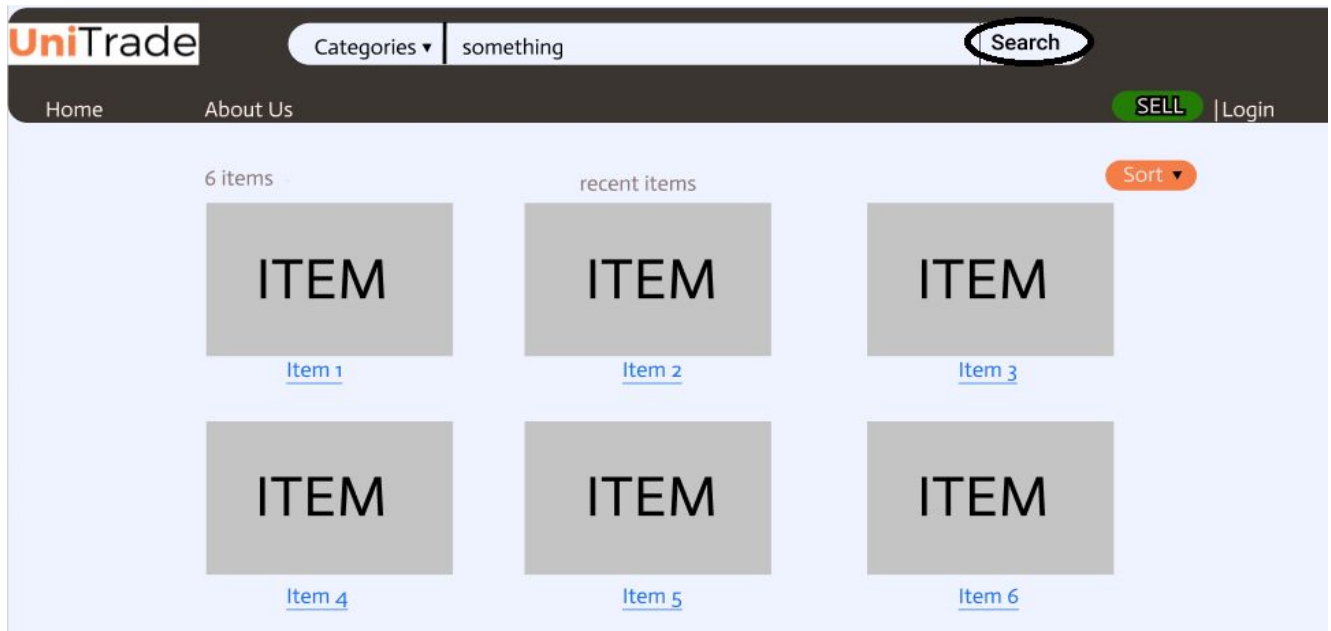 UniTrade
Categories ▾ something Search
Home About Us SELL |Login
6 items recent items Sort ▾
ITEM ITEM ITEM
Item 1 Item 2 Item 3
ITEM ITEM ITEM
Item 4 Item 5 Item 6